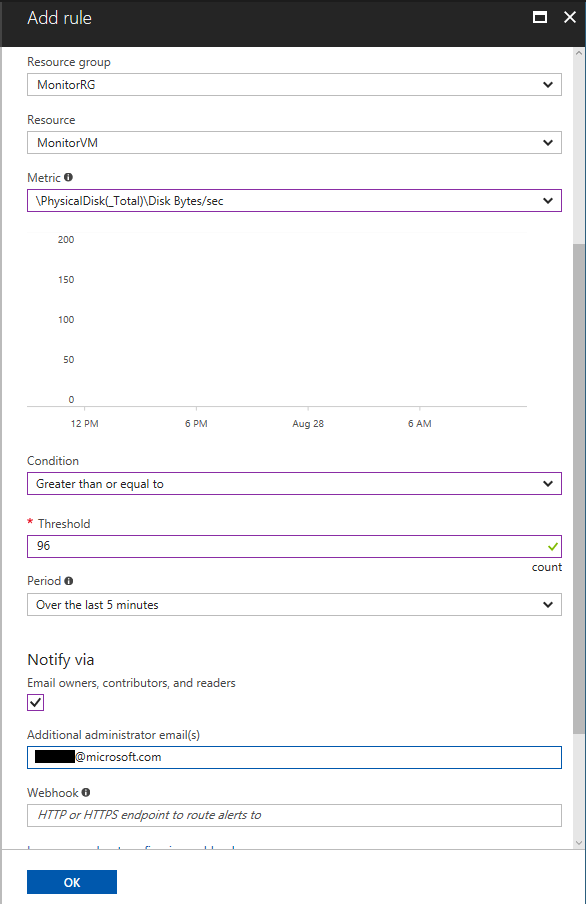 Add rule
Resource group
MonitorRG
Resource
MonitorVM
Metric
\PhysicalDisk(_Total)\Disk Bytes/sec
200
150
100
50
0
12 PM
6 PM
Aug 28
6 AM
Condition
Greater than or equal to
* Threshold
96
count
Period
Over the last 5 minutes
Notify via
Email owners, contributors, and readers
Additional administrator email(s)
@microsoft.com
Webhook
HTTP or HTTPS endpoint to route alerts to
OK